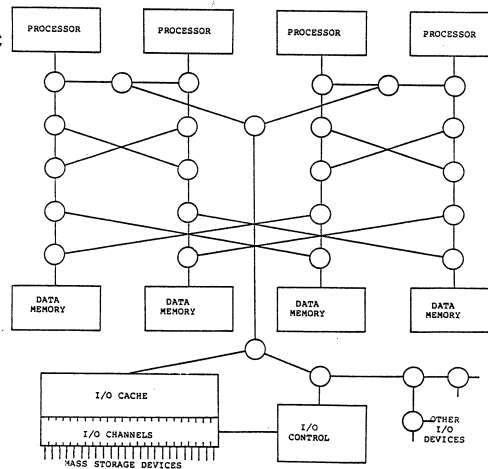 PROCESSOR
PROCESSOR
PROCESSOR
PROCESSOR
DATA
MEMORY
DATA
MEMORY
DATA
MEMORY
DATA
MEMORY
I/O CACHE
I/O CHANNELS
MASS STORAGE DEVICES
I/O
CONTROL
OTHER
I/O
DEVICES